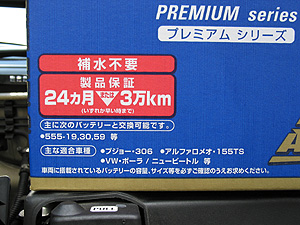 PREMIUM series
プレミアム シリーズ
補水不要
製品保証
24ヵ月 または 3万km
(いずれか早い時まで)
主に次のバッテリーと交換可能です。
•555-19,30,59 等
主な適合車種
•プジョー・306 •アルファロメオ・155TS
•VW・ボーラ / ニュービートル 等
車両に搭載されているバッテリーの容量、サイズ等を必ずご確認のうえお求めください。
PULL